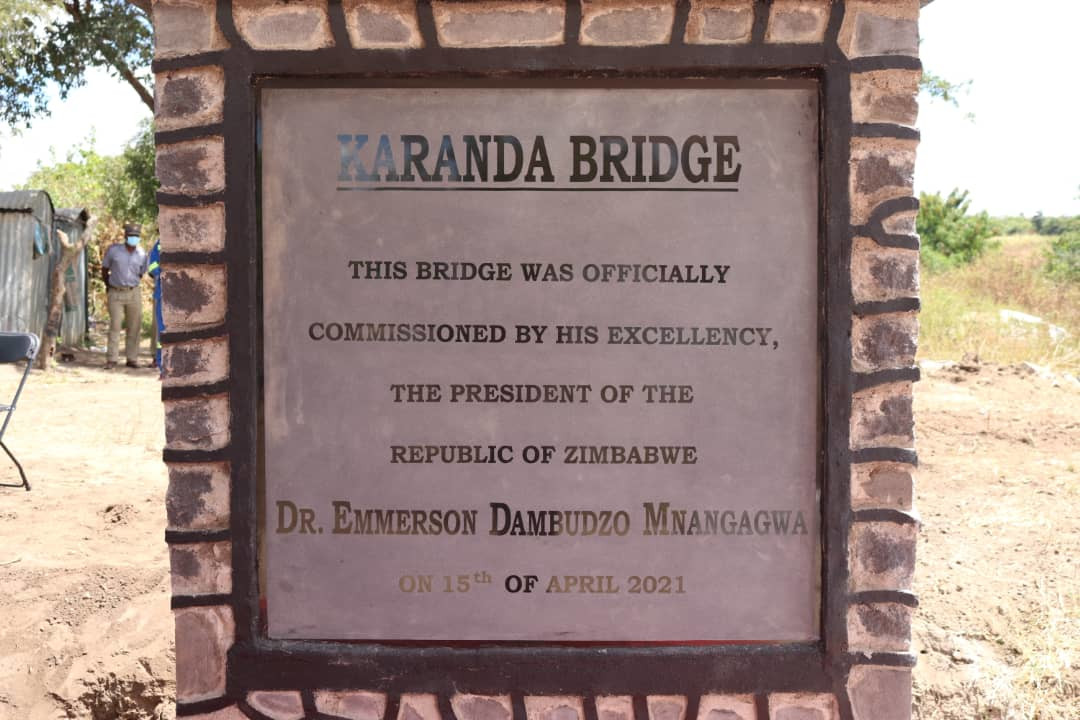 KARANDA BRIDGE
THIS BRIDGE WAS OFFICIALLY
COMMISSIONED BY HIS EXCELLENCY,
THE PRESIDENT OF THE
REPUBLIC OF ZIMBABWE
DR. EMMERSON DAMBUDZO MNANGAGWA
ON 15th OF APRIL 2021